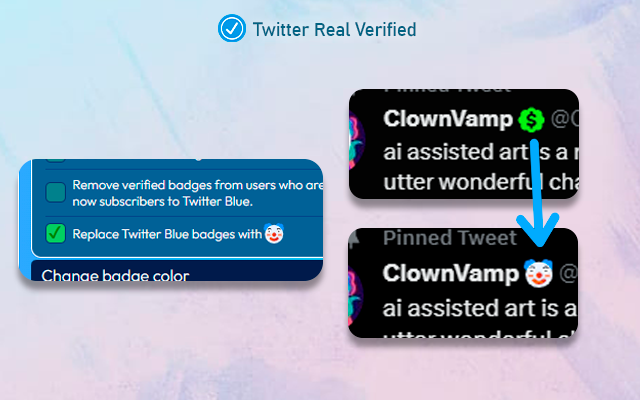 Twitter Real Verified
Remove verified badges from users who are
now subscribers to Twitter Blue.
Replace Twitter Blue badges with 🤡
Change badge color
Pinned Tweet
ClownVamp $ @
ai assisted art is a
utter wonderful
Pinned Tweet
ClownVamp 🤡 @
ai assisted art is a
utter wonderful